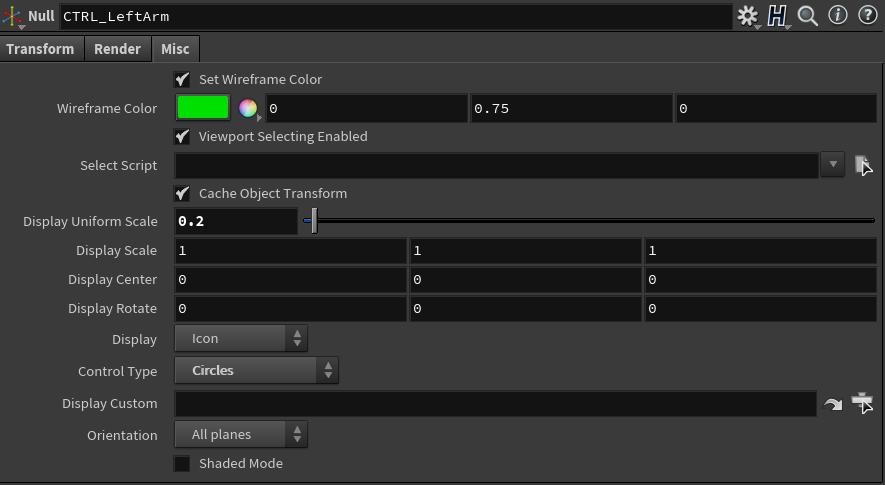 Null CTRL_LeftArm
Transform Render Misc
Set Wireframe Color
Wireframe Color 0 0.75 0
Viewport Selecting Enabled
Select Script
Cache Object Transform
Display Uniform Scale 0.2
Display Scale 1 1 1
Display Center 0 0 0
Display Rotate 0 0 0
Display Icon
Control Type Circles
Display Custom
Orientation All planes
Shaded Mode